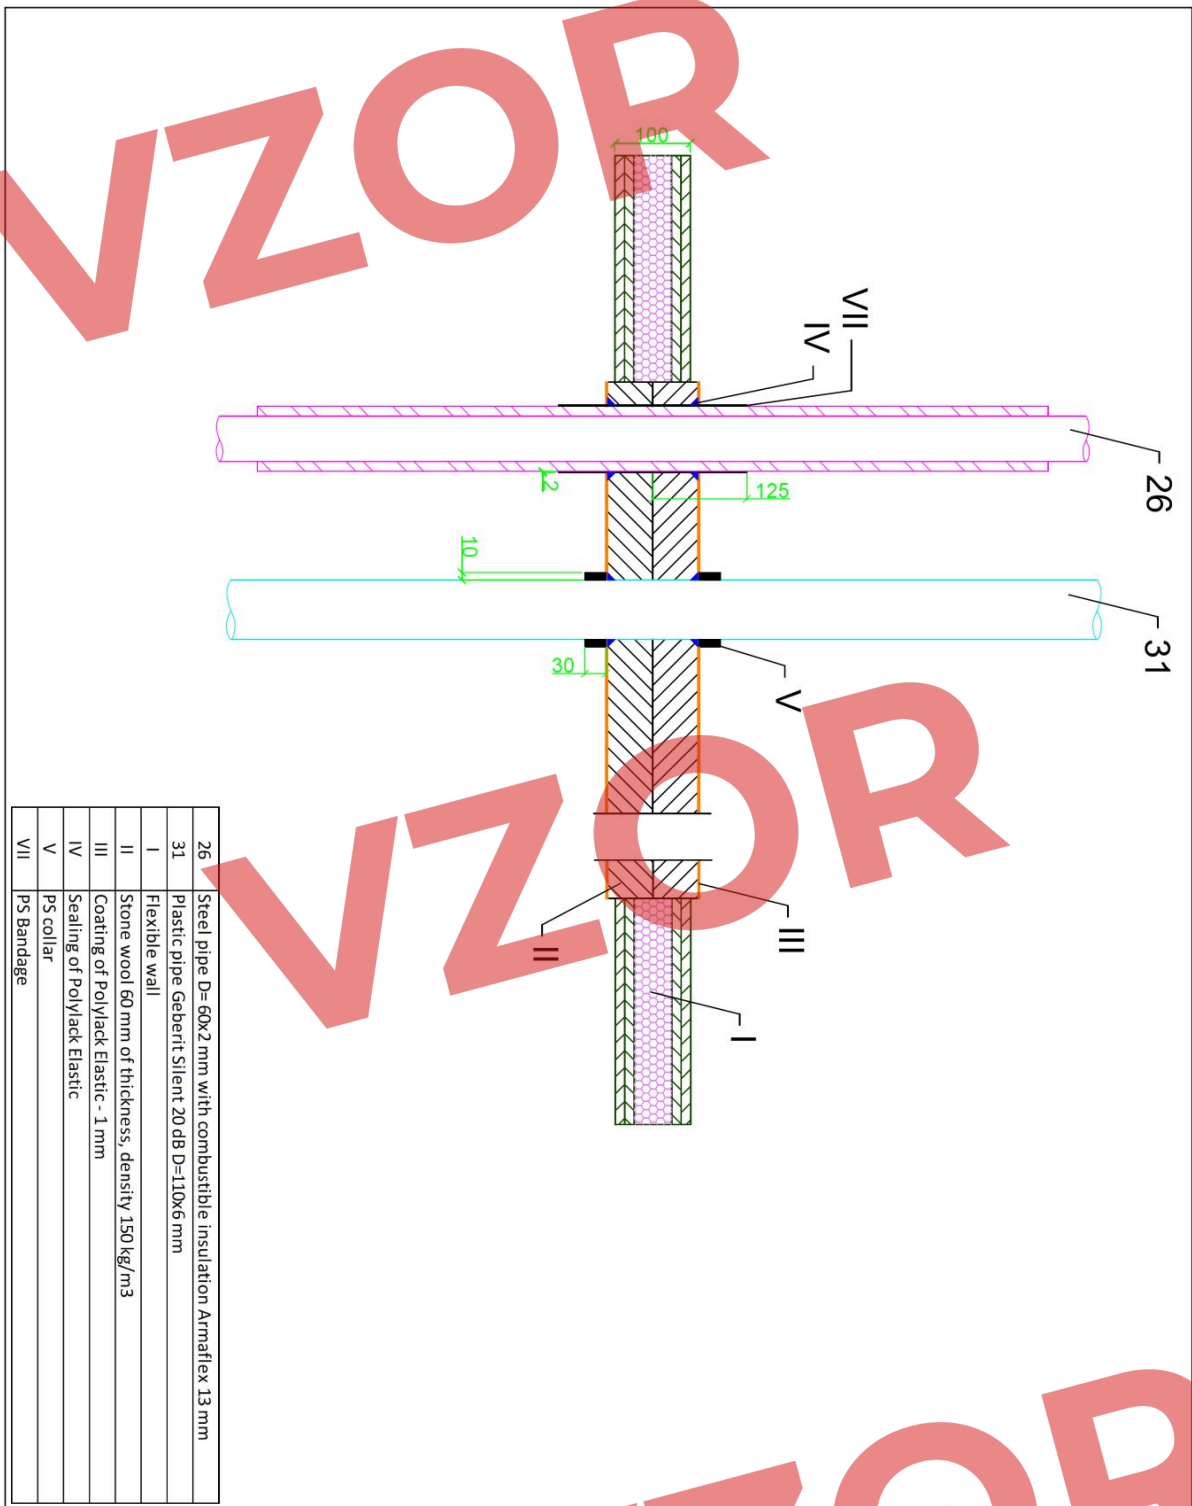 VZOR
100
VII
IV
26
125
2
10
31
30
V
VZOR
III
II
I
26 Steel pipe D= 60x2 mm with combustible insulation Armaflex 13 mm
31 Plastic pipe Geberit Silent 20 dB D=110x6 mm
I Flexible wall
II Stone wool 60 mm of thickness, density 150 kg/m3
III Coating of Polylack Elastic - 1 mm
IV Sealing of Polylack Elastic
V PS collar
VII PS Bandage